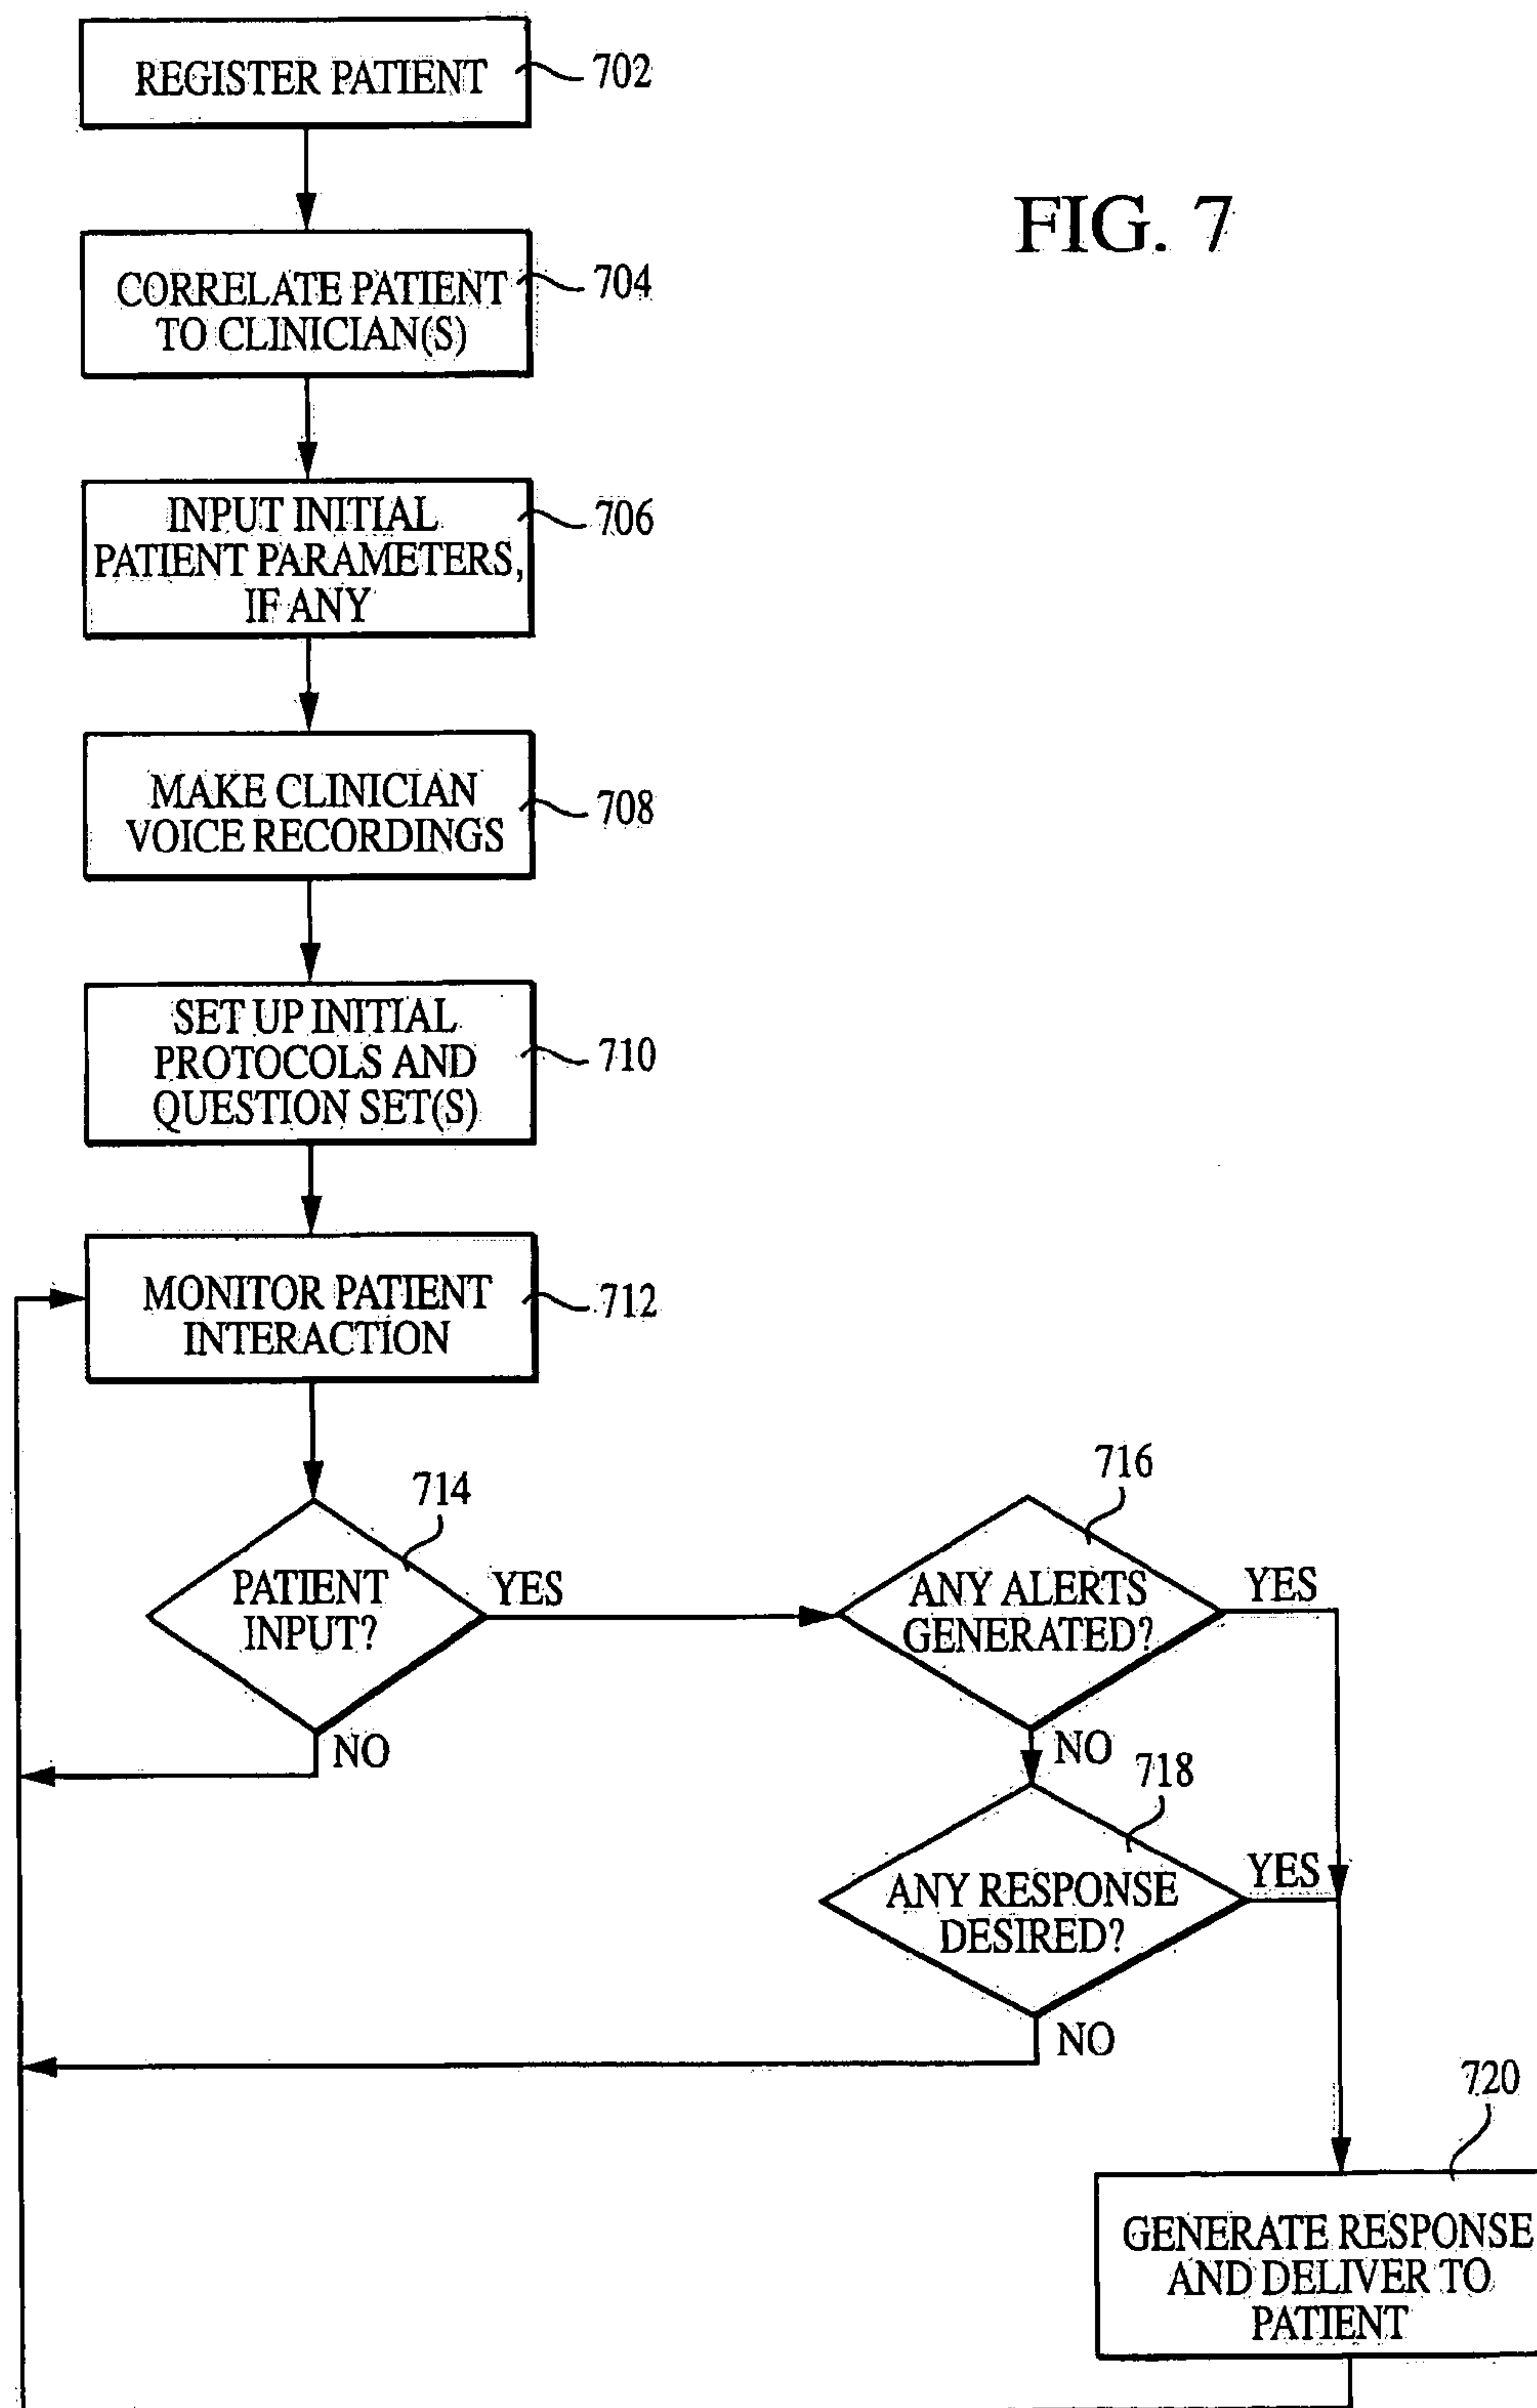 REGISTER PATIENT
702
FIG. 7
CORRELATE PATIENT
TO CLINICIAN(S)
704
INPUT INITIAL
PATIENT PARAMETERS,
IF ANY
706
MAKE CLINICIAN
VOICE RECORDINGS
708
SET UP INITIAL
PROTOCOLS AND
QUESTION SET(S)
710
MONITOR PATIENT
INTERACTION
712
714
PATIENT
INPUT?
YES
NO
716
ANY ALERTS
GENERATED?
YES
NO
718
ANY RESPONSE
DESIRED?
YES
NO
720
GENERATE RESPONSE
AND DELIVER TO
PATIENT